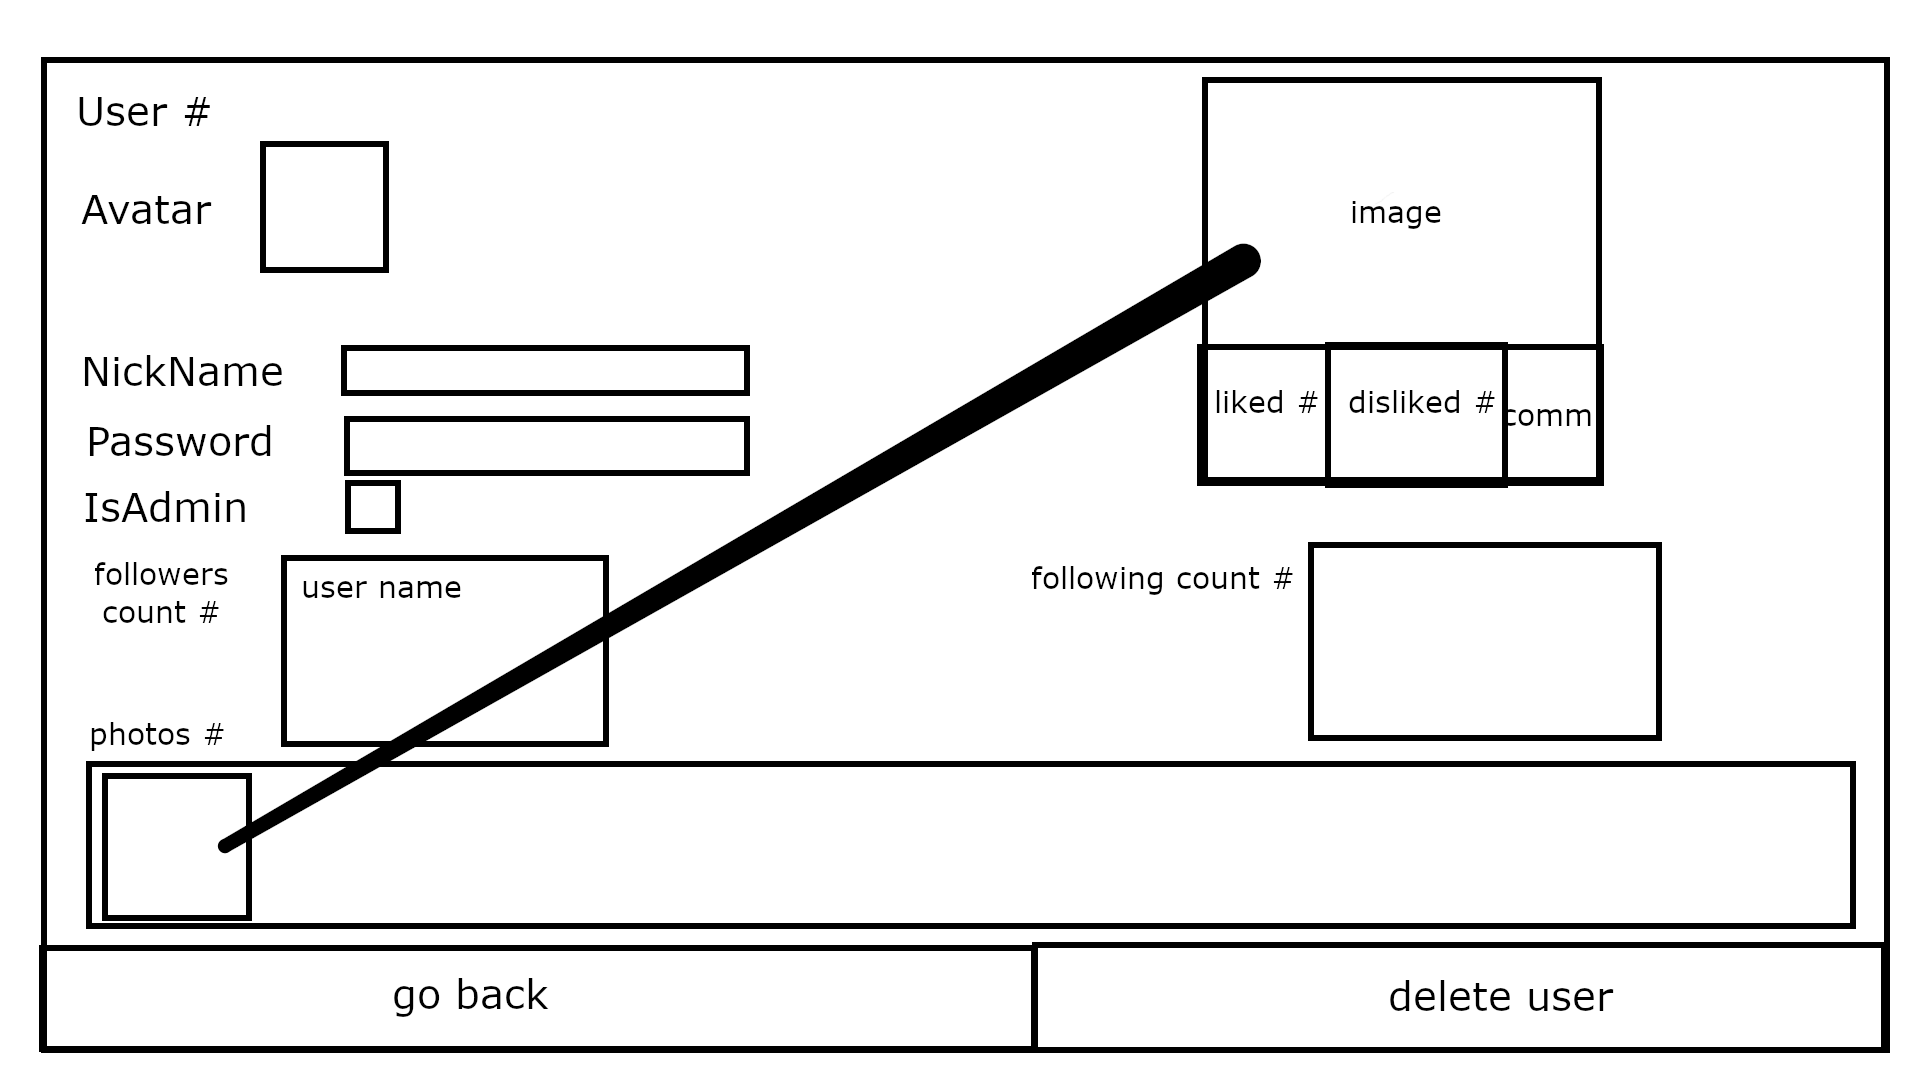 User #
Avatar
image
NickName
liked #
disliked #
comm
Password
IsAdmin
followers
count #
user name
following count #
photos #
go back
delete user